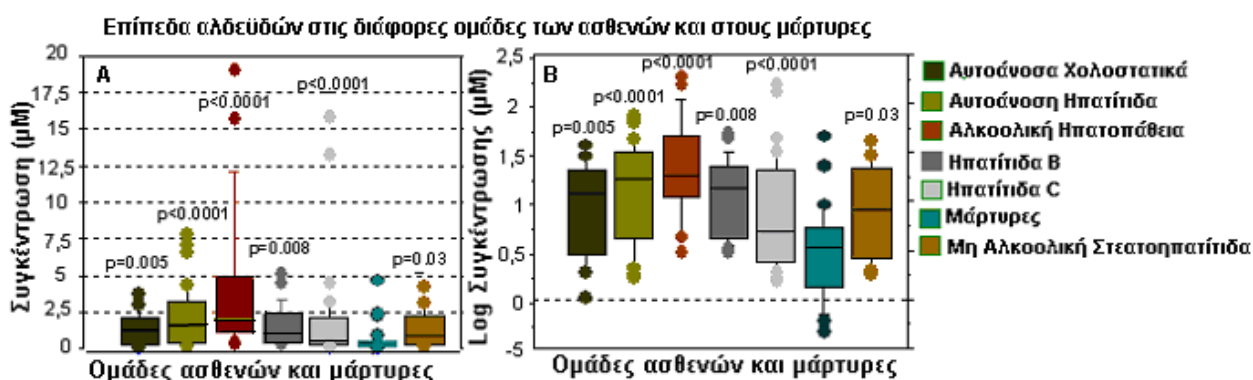 Επίπεδα αλδεϋδών στις διάφορες ομάδες των ασθενών και στους μάρτυρες
A
Συγκέντρωση (μM)
20
17,5
15
12,5
10
7,5
5
2,5
0
p=0.005
p<0.0001
p<0.0001
p=0.008
p<0.0001
p=0.03
Ομάδες ασθενών και μάρτυρες
B
Log Συγκέντρωσης (μM)
2,5
2
1,5
1
0,5
0
-5
p=0.005
p<0.0001
p<0.0001
p=0.008
p<0.0001
p=0.03
Ομάδες ασθενών και μάρτυρες
Αυτοάνοσα Χολοστατικά
Αυτοάνοση Ηπατίτιδα
Αλκοολική Ηπατοπάθεια
Ηπατίτιδα B
Ηπατίτιδα C
Μάρτυρες
Μη Αλκοολική Στεατοηπατίτιδα